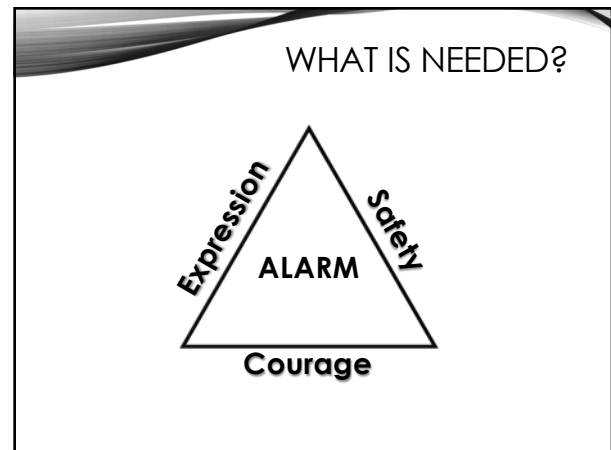 WHAT IS NEEDED?
Expression
Safety
ALARM
Courage